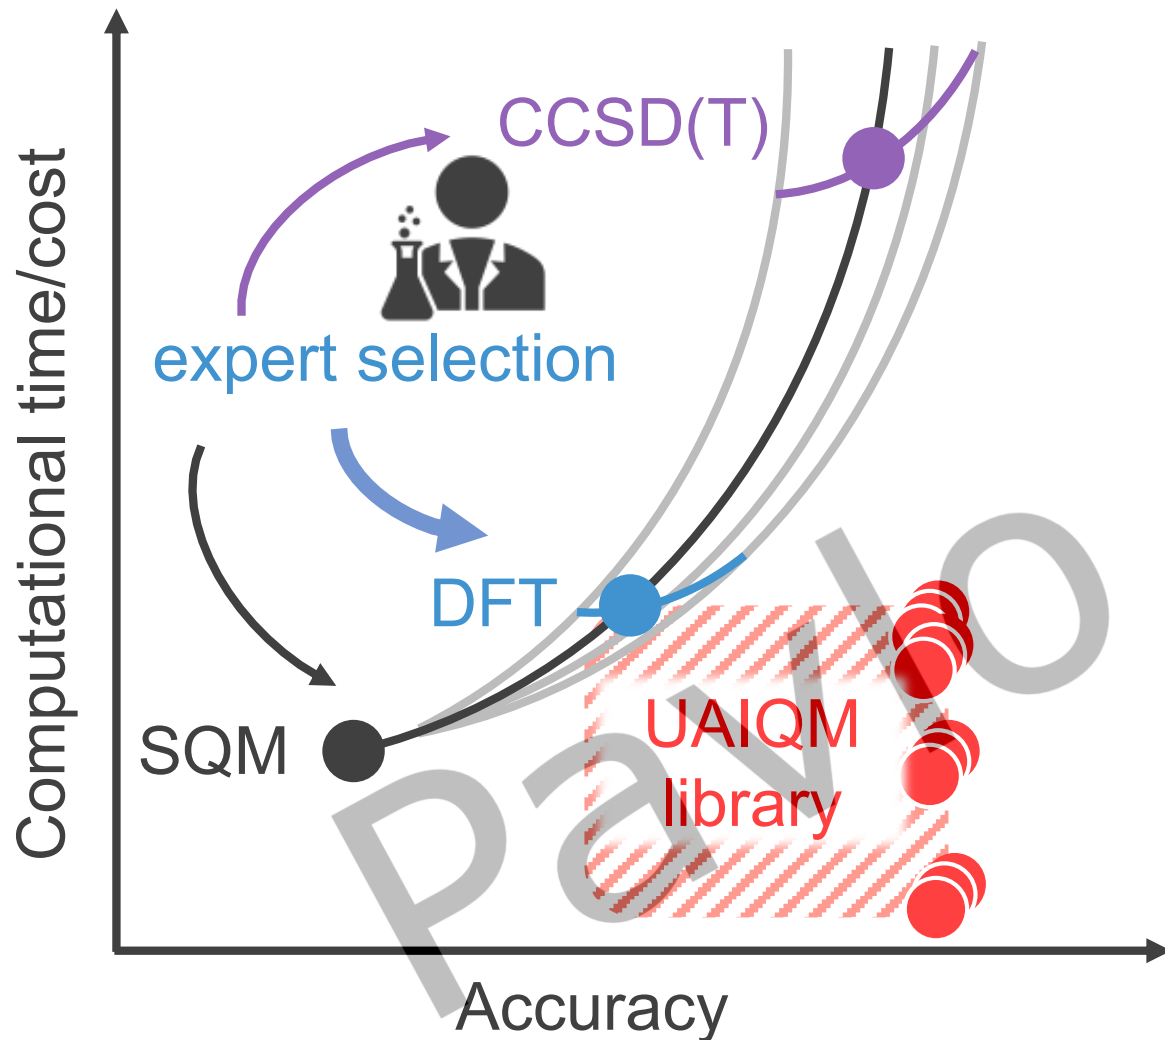 Computational time/cost
CCSD(T)
expert selection
DFT
SQM
UAIQM
library
Accuracy
Pavlo